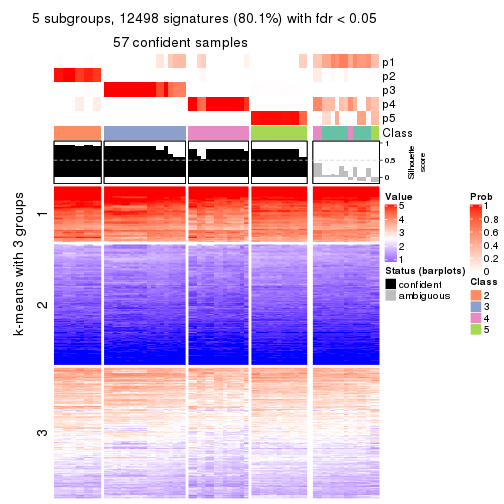 5 subgroups, 12498 signatures (80.1%) with fdr < 0.05
57 confident samples
p1
p2
p3
p4
p5
Class
1
0.5
0
Silhouette
score
k-means with 3 groups
1
2
3
Value
5
4
3
2
1
Status (barplots)
confident
ambiguous
Prob
1
0.8
0.6
0.4
0.2
0
Class
2
3
4
5